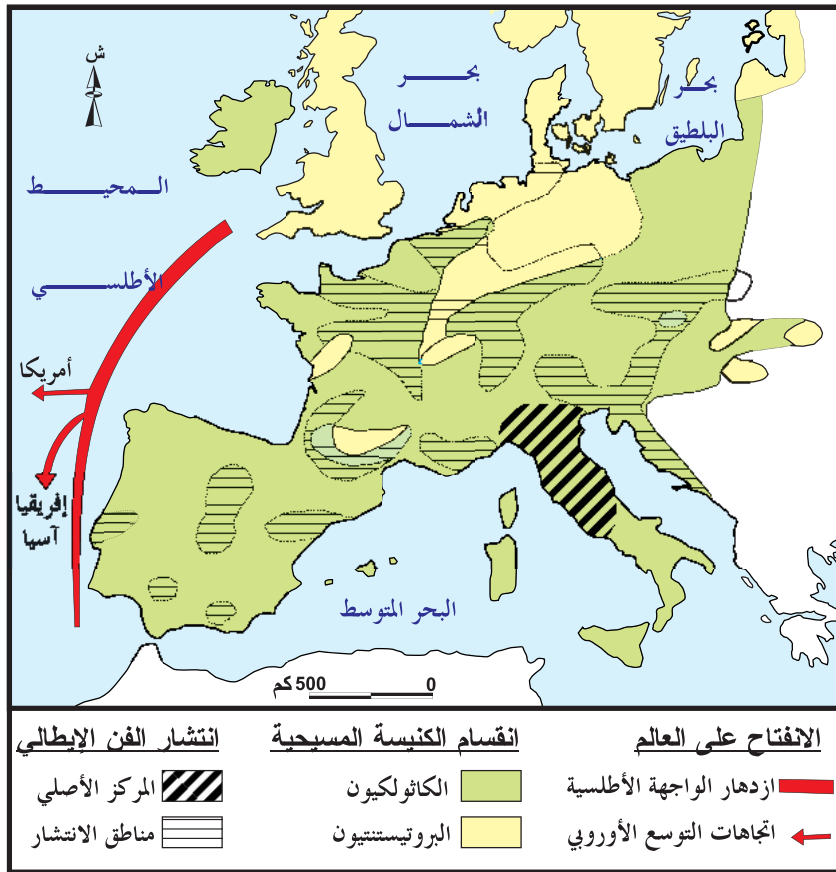 ش
بحر
الشمال
بحر
البلطيق
المحيط
الأطلسي
أمريكا
إفريقيا
آسيا
البحر المتوسط
500 كم
0
الانفتاح على العالم
ازدهار الواجهة الأطلسية
اتجاهات التوسع الأوروبي
انقسام الكنيسة المسيحية
الكاثولكيون
البروتيستنتيون
انتشار الفن الإيطالي
المركز الأصلي
مناطق الانتشار